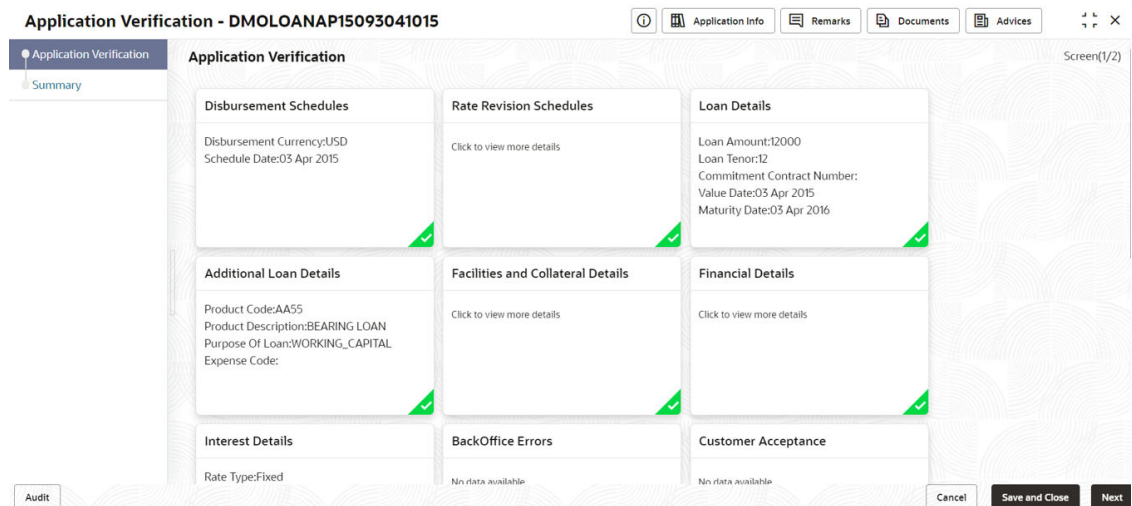 Application Verification - DMOLOANAP15093041015
Application Info
Remarks
Documents
Advices
Application Verification
Summary
Application Verification
Screen(1/2)
Disbursement Schedules
Disbursement Currency:USD
Schedule Date:03 Apr 2015
Rate Revision Schedules
Click to view more details
Loan Details
Loan Amount:12000
Loan Tenor:12
Commitment Contract Number:
Value Date:03 Apr 2015
Maturity Date:03 Apr 2016
Additional Loan Details
Product Code:AA55
Product Description:BEARING LOAN
Purpose Of Loan:WORKING_CAPITAL
Expense Code:
Facilities and Collateral Details
Click to view more details
Financial Details
Click to view more details
Interest Details
Rate Type:Fixed
BackOffice Errors
No data available
Customer Acceptance
No data available
Audit
Cancel
Save and Close
Next